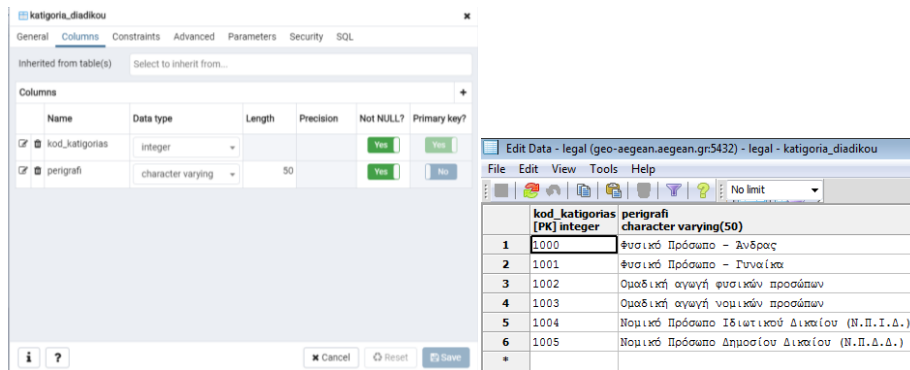 katigoria_diadikou
General Columns Constraints Advanced Parameters Security SQL
Inherited from table(s) Select to inherit from...
Columns
Name Data type Length Precision Not NULL? Primary key?
kod_katigorias integer Yes Yes
perigrafi character varying 50 Yes No
i ? Cancel Reset Save
Edit Data - legal (geo-aegean.aegean.gr:5432) - legal - katigoria_diadikou
File Edit View Tools Help
No limit
kod_katigorias perigrafi
[PK] integer character varying(50)
1 1000 Φυσικό Πρόσωπο - Άνδρας
2 1001 Φυσικό Πρόσωπο - Γυναίκα
3 1002 Ομαδική αγωγή φυσικών προσώπων
4 1003 Ομαδική αγωγή νομικών προσώπων
5 1004 Νομικό Πρόσωπο Ιδιωτικού Δικαίου (Ν.Π.Ι.Δ.)
6 1005 Νομικό Πρόσωπο Δημοσίου Δικαίου (Ν.Π.Δ.Δ.)
*